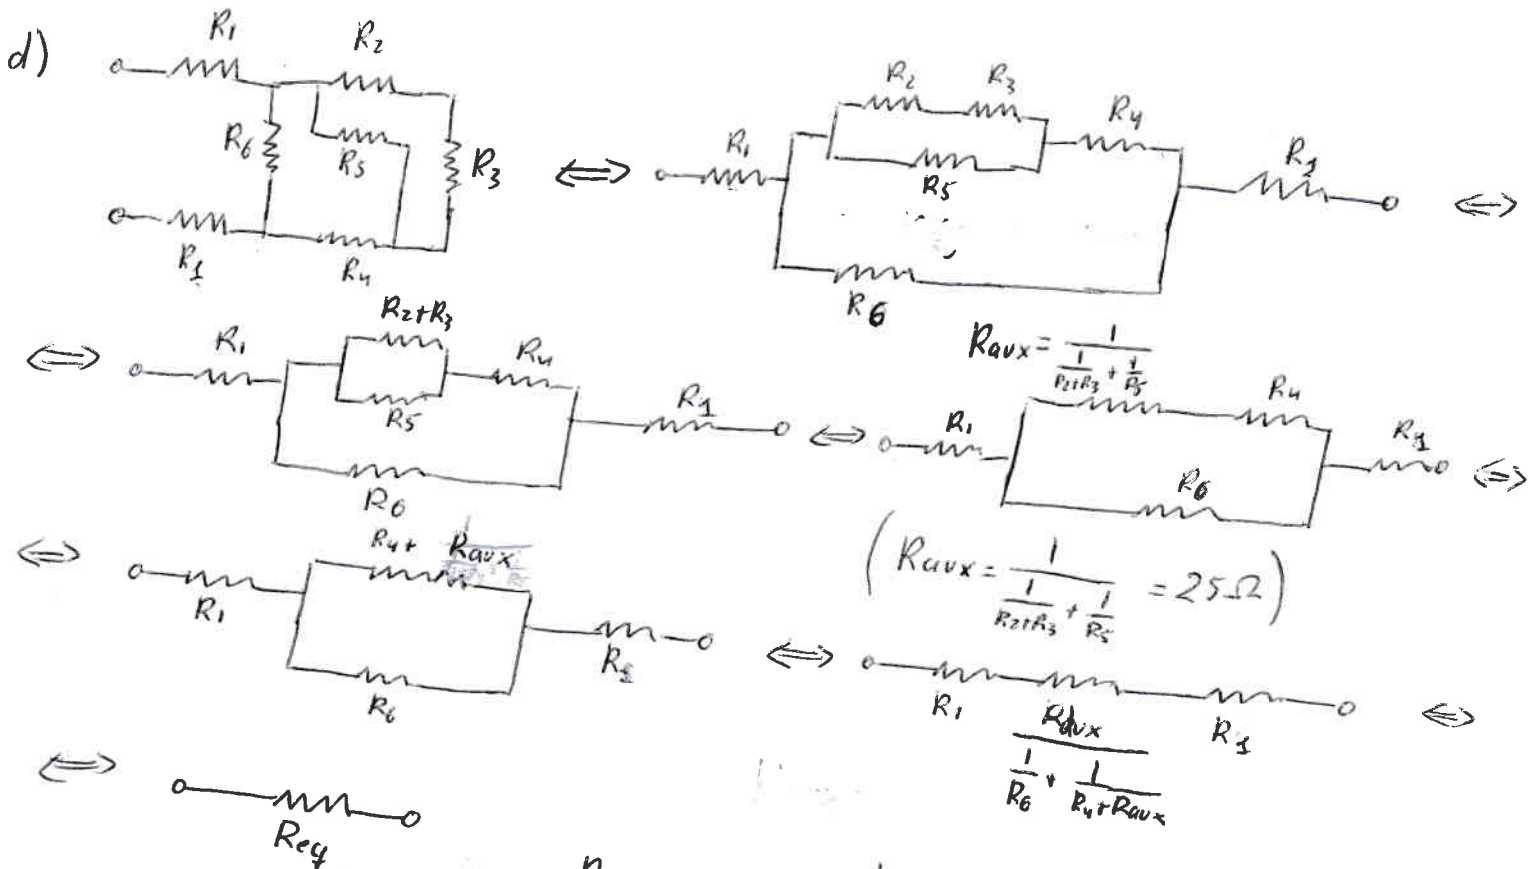 d)
R1 R2
R6 R5 R3
R1 R4
⇔
R2 R3 R4
R1 R5 R1
R6
⇔
⇔
R2+R3
R1 R4
R5 R1
R6
⇔
Raux = 1 / (1/(R2+R3) + 1/R5)
R4
R1 R1
R6
⇔
⇔
R4+ Raux
R1 R1
R6
(Raux = 1 / (1/(R2+R3) + 1/R5) = 25Ω)
⇔
R1 Raux / (1/R6 + 1/(R4+Raux)) R1
⇔
⇔
Req